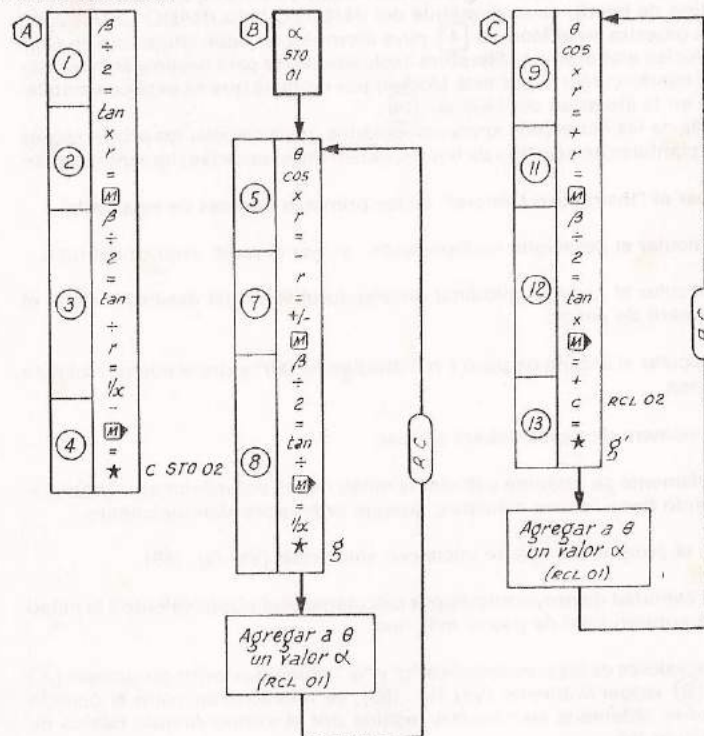 A
1
2
3
4
β
÷
2
=
tan
×
=
M
β
÷
2
=
tan
÷
r
=
1/x
-
M
=
★
C STO 02
B
α
STO
01
5
7
8
θ
cos
×
r
=
r
=
+/-
M
β
÷
2
=
tan
÷
M
=
1/x
★
g
Agregar a θ
un valor α
(RCL 01)
C
9
11
12
13
cos
×
r
=
×
=
M
β
÷
2
=
tan
×
M
=
+
c
RCL 02
=
★
g'
Agregar a θ
un valor α
(RCL 01)